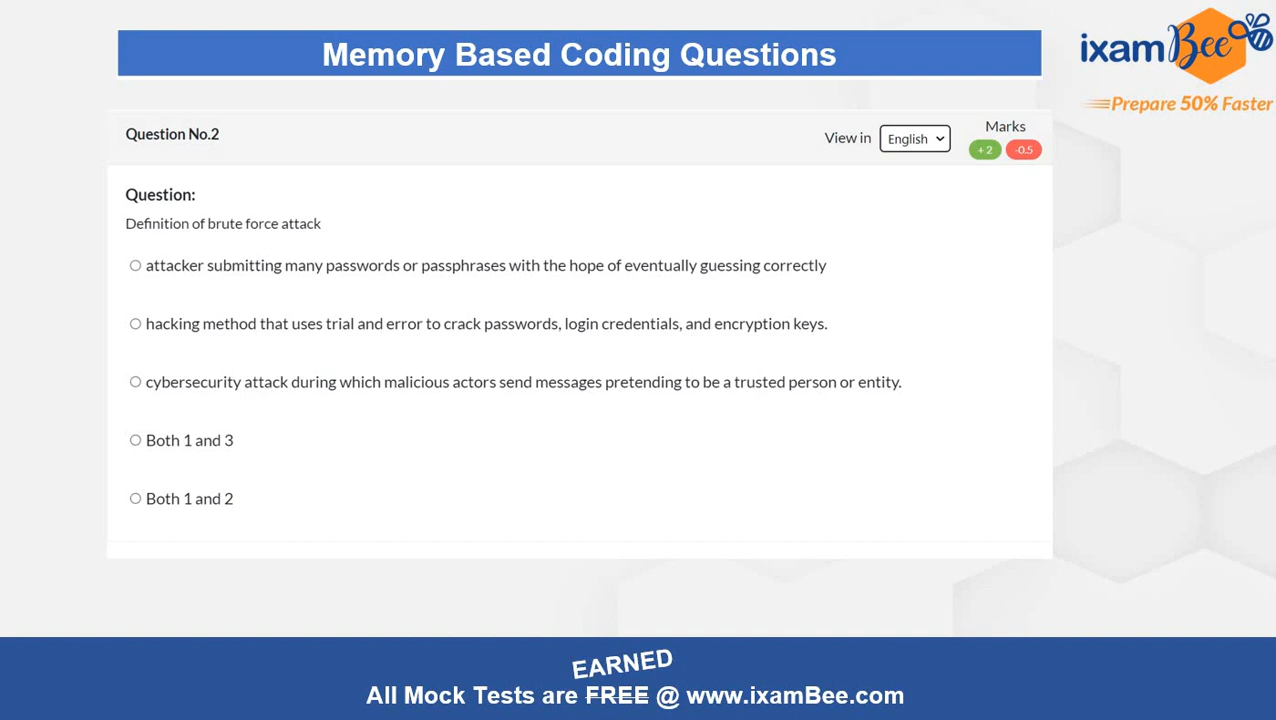 Memory Based Coding Questions
ixamBee
Prepare 50% Faster
Question No.2
View in English
Marks
+ 2 -0.5
Question:
Definition of brute force attack
attacker submitting many passwords or passphrases with the hope of eventually guessing correctly
hacking method that uses trial and error to crack passwords, login credentials, and encryption keys.
cybersecurity attack during which malicious actors send messages pretending to be a trusted person or entity.
Both 1 and 3
Both 1 and 2
EARNED
All Mock Tests are FREE @ www.ixamBee.com